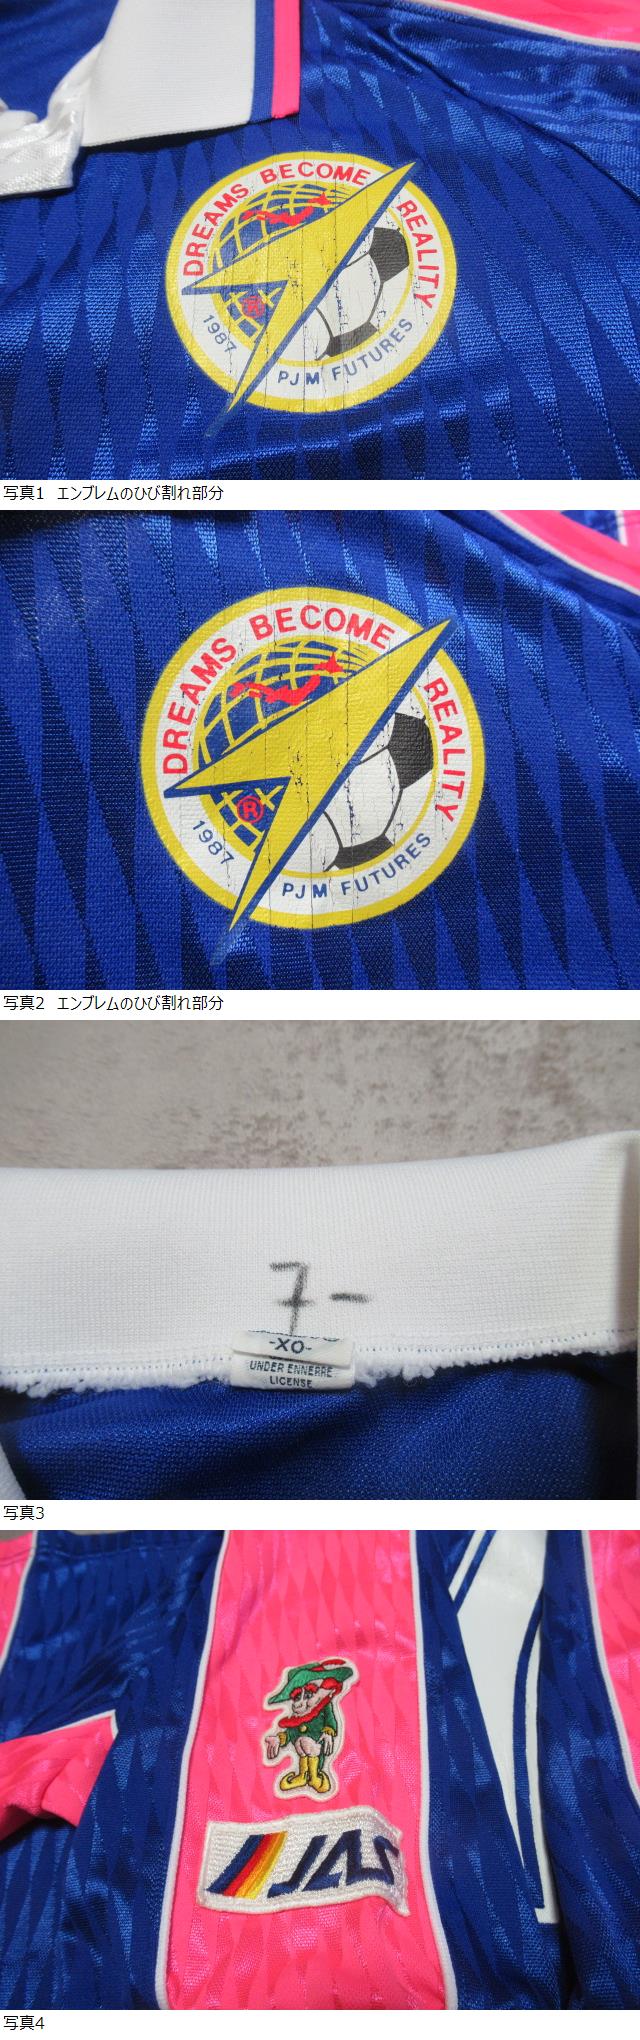 DREAMS BECOME REALITY
®
1987
PJM FUTURES
写真1 エンブレムのひび割れ部分
DREAMS BECOME REALITY
®
1987
PJM FUTURES
写真2 エンブレムのひび割れ部分
7-
-XO-
UNDER ENNERRE
LICENSE
写真3
JAS
写真4